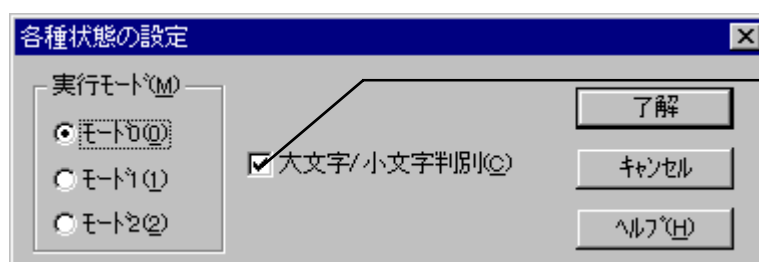 各種状態の設定
実行ﾓｰﾄﾞ(M)
ﾓｰﾄﾞ0(0)
ﾓｰﾄﾞ1(1)
ﾓｰﾄﾞ2(2)
大文字/小文字判別(C)
了解
ｷｬﾝｾﾙ
ﾍﾙﾌﾟ(H)